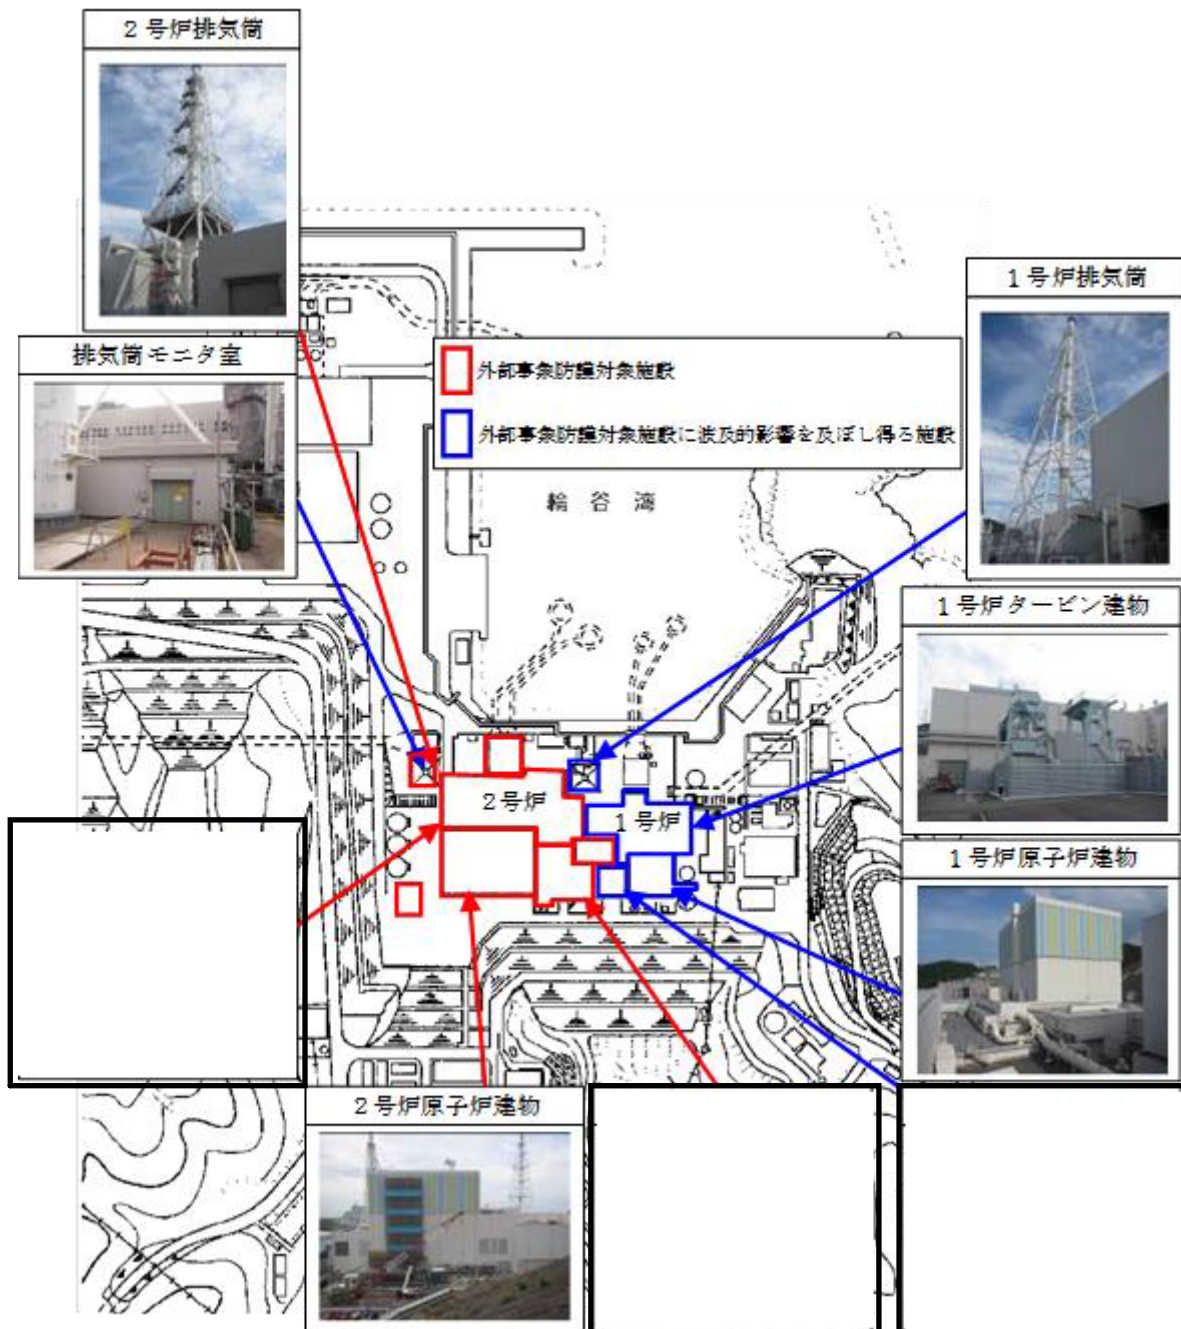 2号炉排気筒
1号炉排気筒
排気筒モニタ室
外部事象防護対象施設
外部事象防護対象施設に波及的影響を及ぼし得る施設
輪谷湾
1号炉タービン建物
2号炉
1号炉
1号炉原子炉建物
2号炉原子炉建物